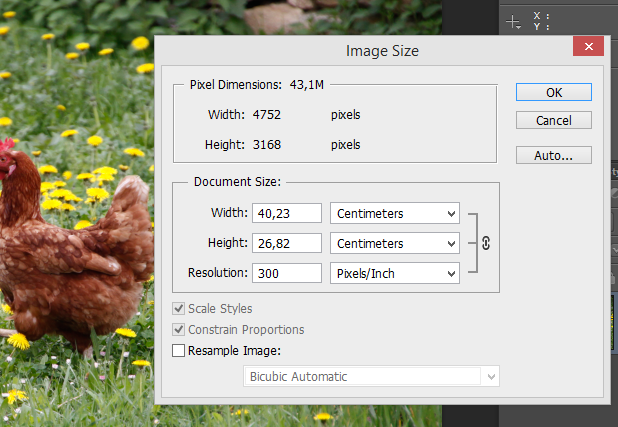 X :
Y :
Image Size
Pixel Dimensions: 43,1M
Width: 4752 pixels
Height: 3168 pixels
OK
Cancel
Auto...
Document Size:
Width: 40,23 Centimeters
Height: 26,82 Centimeters
Resolution: 300 Pixels/Inch
Scale Styles
Constrain Proportions
Resample Image:
Bicubic Automatic